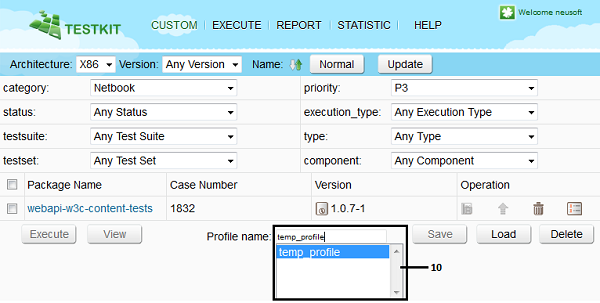 TESTKIT
CUSTOM EXECUTE REPORT STATISTIC HELP
Welcome neusoft
Architecture: X86 Version: Any Version Name: Normal Update
category: Netbook priority: P3
status: Any Status execution_type: Any Execution Type
testsuite: Any Test Suite type: Any Type
testset: Any Test Set component: Any Component
Package Name Case Number Version Operation
webapi-w3c-content-tests 1832 1.0.7-1
Execute View Profile name: temp_profile Save Load Delete
temp_profile
10